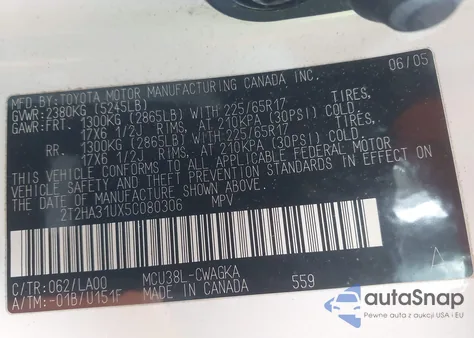 MFD. BY: TOYOTA MOTOR MANUFACTURING CANADA INC. 06/05
GVWR: 2380KG (5245LB)
GAWR: FRT. 1300KG (2865LB) WITH 225/65R17 TIRES,
17X6 1/2J RIMS, AT 210KPA (30PSI) COLD.
RR. 1300KG (2865LB) WITH 225/65R17 TIRES,
17X6 1/2J RIMS, AT 210KPA (30PSI) COLD.
THIS VEHICLE CONFORMS TO ALL APPLICABLE FEDERAL MOTOR
VEHICLE SAFETY AND THEFT PREVENTION STANDARDS IN EFFECT ON
THE DATE OF MANUFACTURE SHOWN ABOVE.
2T2HA31UX5C080306 MPV
C/TR: 062/LA00 MCU38L-CWAGKA A
A/TM: -01B/U151F MADE IN CANADA 559
autoSnap
Pewne auta z USA i EU